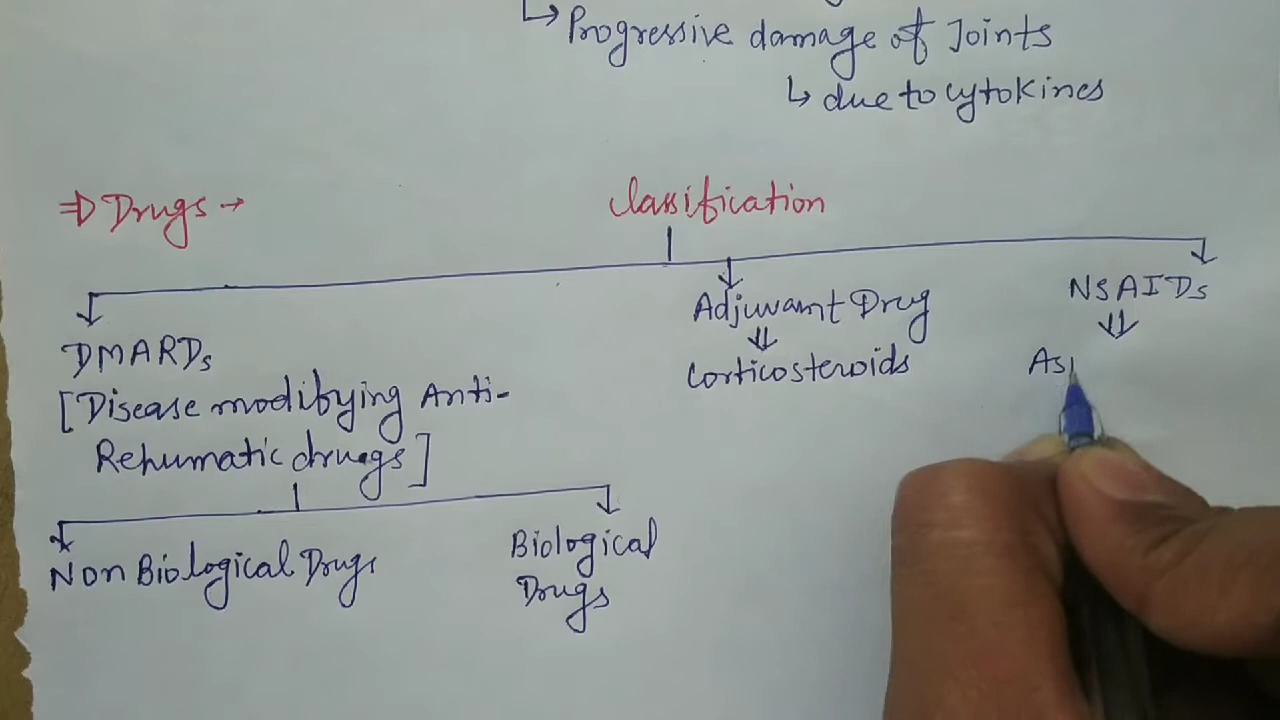 ↳ Progressive damage of Joints
↳ due to cytokines
⇒ Drugs → Classification
DMARDs
[Disease modifying Anti-
Rehumatic drugs]
Non Biological Drugs
Biological
Drugs
Adjuvant Drug
⇓
Corticosteroids
NSAIDs
⇓
As